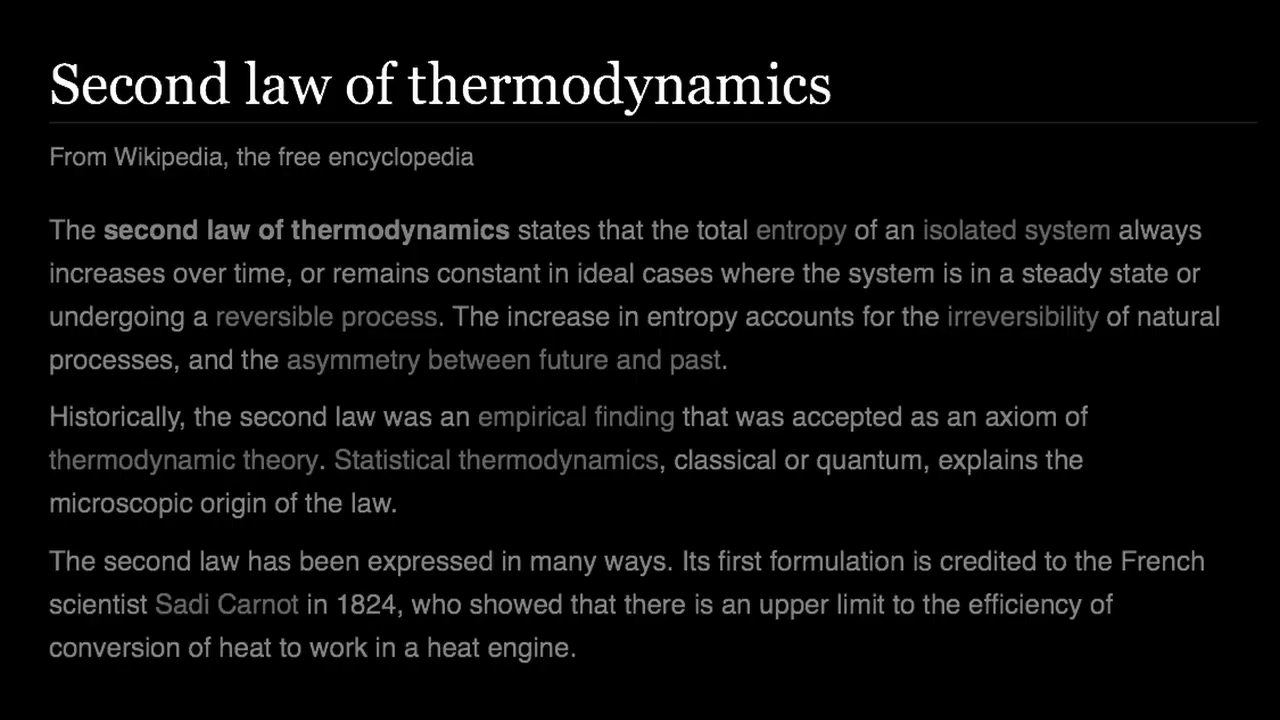 Second law of thermodynamics
From Wikipedia, the free encyclopedia
The second law of thermodynamics states that the total entropy of an isolated system always
increases over time, or remains constant in ideal cases where the system is in a steady state or
undergoing a reversible process. The increase in entropy accounts for the irreversibility of natural
processes, and the asymmetry between future and past.
Historically, the second law was an empirical finding that was accepted as an axiom of
thermodynamic theory. Statistical thermodynamics, classical or quantum, explains the
microscopic origin of the law.
The second law has been expressed in many ways. Its first formulation is credited to the French
scientist Sadi Carnot in 1824, who showed that there is an upper limit to the efficiency of
conversion of heat to work in a heat engine.